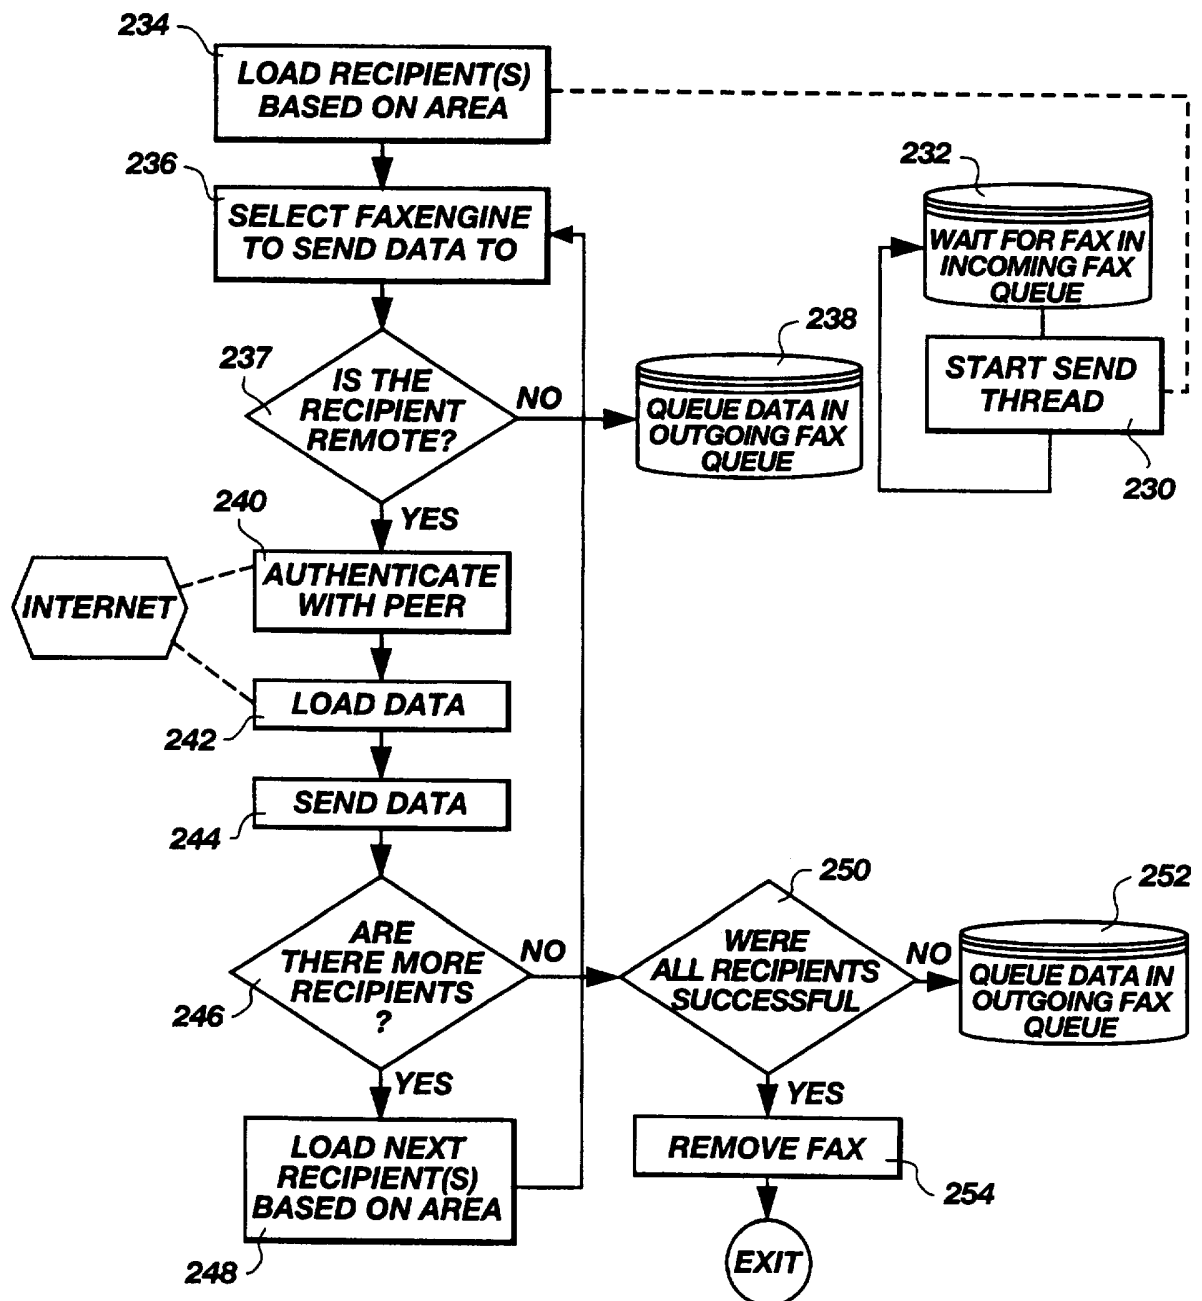 234
LOAD RECIPIENT(S)
BASED ON AREA
236
SELECT FAXENGINE
TO SEND DATA TO
232
WAIT FOR FAX IN
INCOMING FAX
QUEUE
START SEND
THREAD
230
237
IS THE
RECIPIENT
REMOTE?
NO
238
QUEUE DATA IN
OUTGOING FAX
QUEUE
YES
240
AUTHENTICATE
WITH PEER
INTERNET
LOAD DATA
242
SEND DATA
244
ARE
THERE MORE
RECIPIENTS
?
246
NO
250
WERE
ALL RECIPIENTS
SUCCESSFUL
NO
252
QUEUE DATA IN
OUTGOING FAX
QUEUE
YES
LOAD NEXT
RECIPIENT(S)
BASED ON AREA
248
YES
REMOVE FAX
254
EXIT